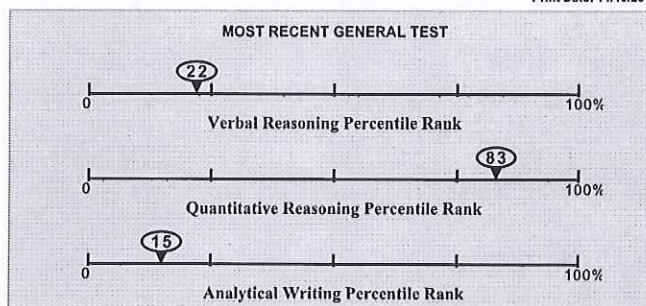 MOST RECENT GENERAL TEST
22
0 100%
Verbal Reasoning Percentile Rank
83
0 100%
Quantitative Reasoning Percentile Rank
15
0 100%
Analytical Writing Percentile Rank